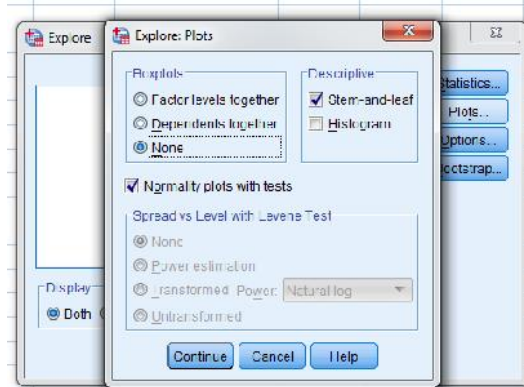 Explore
Explore: Plots
Boxplots
Factor levels together
Dependents together
None
Descriptive
Stem-and-leaf
Histogram
Normality plots with tests
Spread vs Level with Levene Test
None
Power estimation
Transformed Power: Natural log
Untransformed
Continue Cancel Help
Statistics...
Plots...
Options...
Bootstrap...
Display
Both